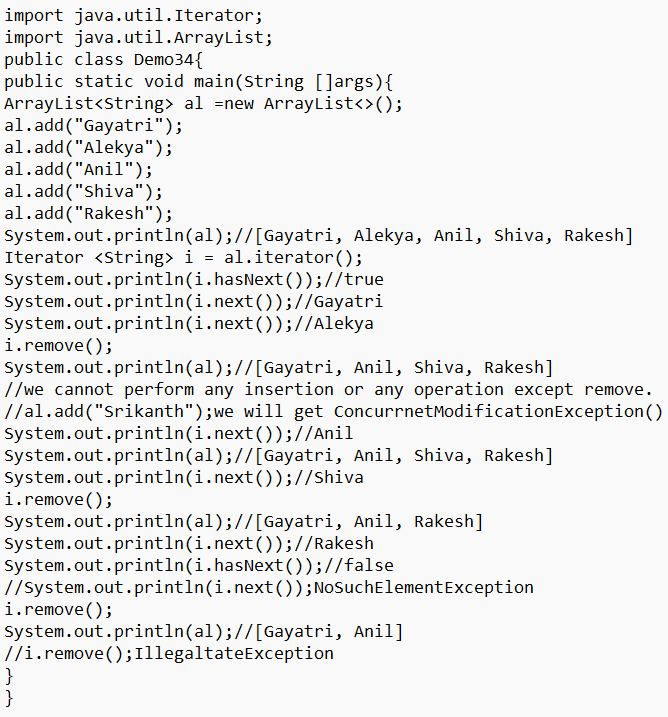 import java.util.Iterator;
import java.util.ArrayList;
public class Demo34{
public static void main(String []args){
ArrayList<String> al =new ArrayList<>();
al.add("Gayatri");
al.add("Alekya");
al.add("Anil");
al.add("Shiva");
al.add("Rakesh");
System.out.println(al);//[Gayatri, Alekya, Anil, Shiva, Rakesh]
Iterator <String> i = al.iterator();
System.out.println(i.hasNext());//true
System.out.println(i.next());//Gayatri
System.out.println(i.next());//Alekya
i.remove();
System.out.println(al);//[Gayatri, Anil, Shiva, Rakesh]
//we cannot perform any insertion or any operation except remove.
//al.add("Srikanth");we will get ConcurrnetModificationException()
System.out.println(i.next());//Anil
System.out.println(al);//[Gayatri, Anil, Shiva, Rakesh]
System.out.println(i.next());//Shiva
i.remove();
System.out.println(al);//[Gayatri, Anil, Rakesh]
System.out.println(i.next());//Rakesh
System.out.println(i.hasNext());//false
//System.out.println(i.next());NoSuchElementException
i.remove();
System.out.println(al);//[Gayatri, Anil]
//i.remove();IllegaltateException
}
}